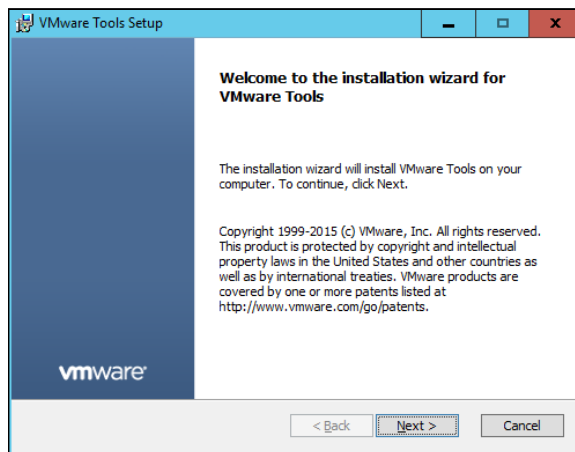 VMware Tools Setup
x
Welcome to the installation wizard for
VMware Tools
The installation wizard will install VMware Tools on your
computer. To continue, click Next.
Copyright 1999-2015 (c) VMware, Inc. All rights reserved.
This product is protected by copyright and intellectual
property laws in the United States and other countries as
well as by international treaties. VMware products are
covered by one or more patents listed at
http://www.vmware.com/go/patents.
vmware®
< Back Next > Cancel